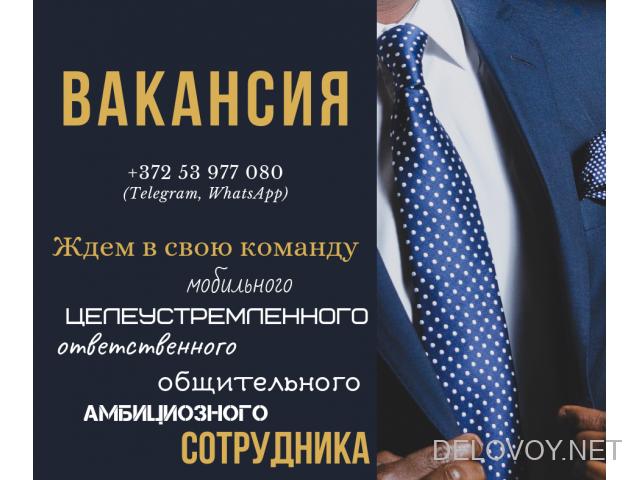 ВАКАНСИЯ
+372 53 977 080
(Telegram, WhatsApp)
Ждем в свою команду
мобильного
ЦЕЛЕУСТРЕМЛЕННОГО
ответственного
общительного
АМБИЦИОЗНОГО
СОТРУДНИКА
DELOVOY.NET